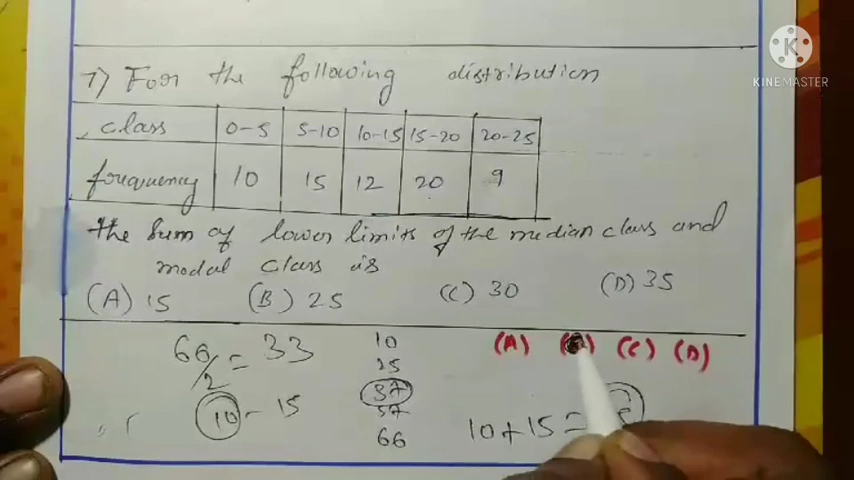 KINEMASTER
1) For the following distribution
class 0-5 5-10 10-15 15-20 20-25
frequency 10 15 12 20 9
the sum of lower limits of the median class and
modal class is
(A) 15 (B) 25 (C) 30 (D) 35
66/2 = 33
10 - 15
10
25
37
57
66
(A) (C) (D)
10+15=